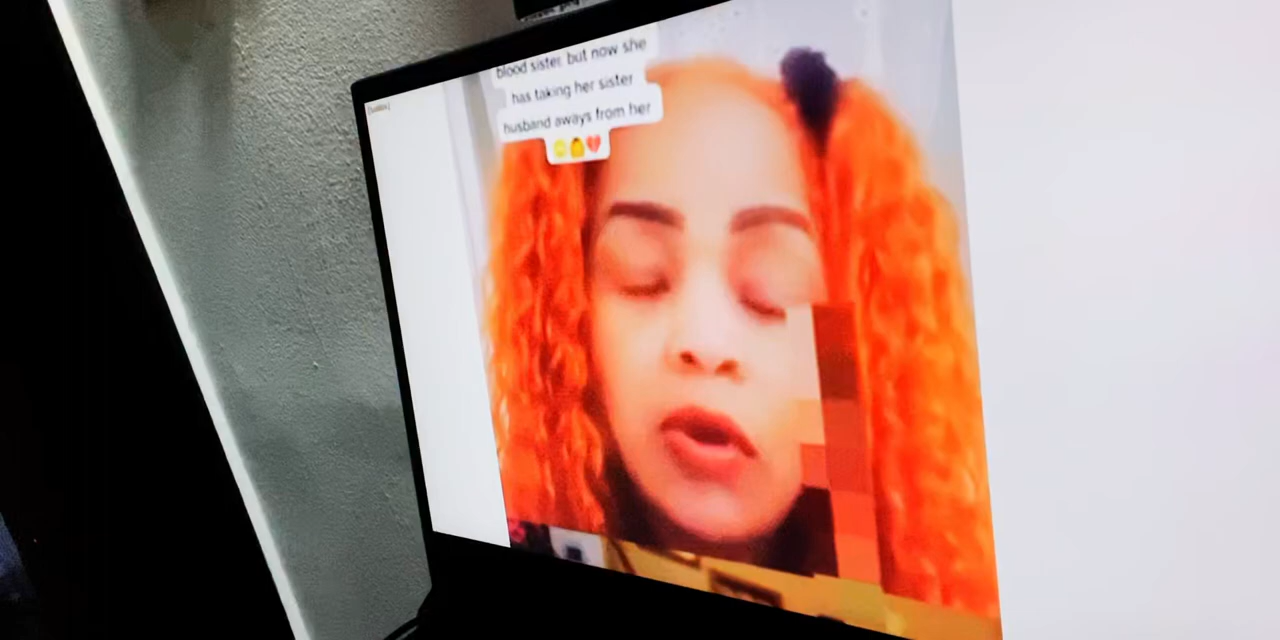 blood sister, but now she
has taking her sister
husband aways from her
🙂🤷💔